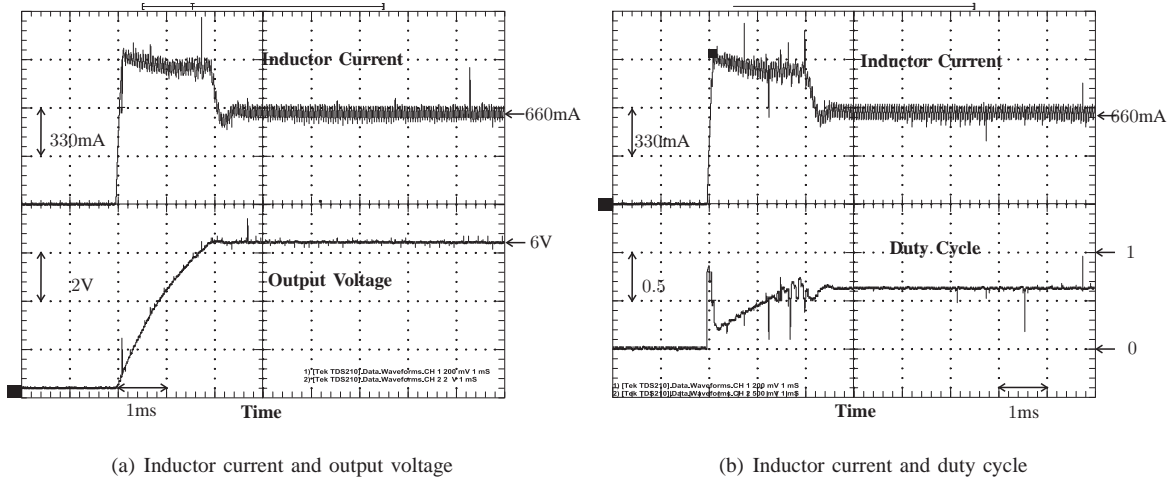 Inductor Current
660mA
330mA
6V
2V
Output Voltage
1) [Tek TDS210].Data.Waveforms.CH 1 200 mV 1 mS
2) [Tek TDS210].Data.Waveforms.CH 2 2 V 1 mS
1ms
Time
(a) Inductor current and output voltage
Inductor Current
660mA
330mA
Duty Cycle
1
0.5
0
1) [Tek TDS210].Data.Waveforms.CH 1 200 mV 1 mS
2) [Tek TDS210].Data.Waveforms.CH 2 500 mV 1 mS
Time
1ms
(b) Inductor current and duty cycle